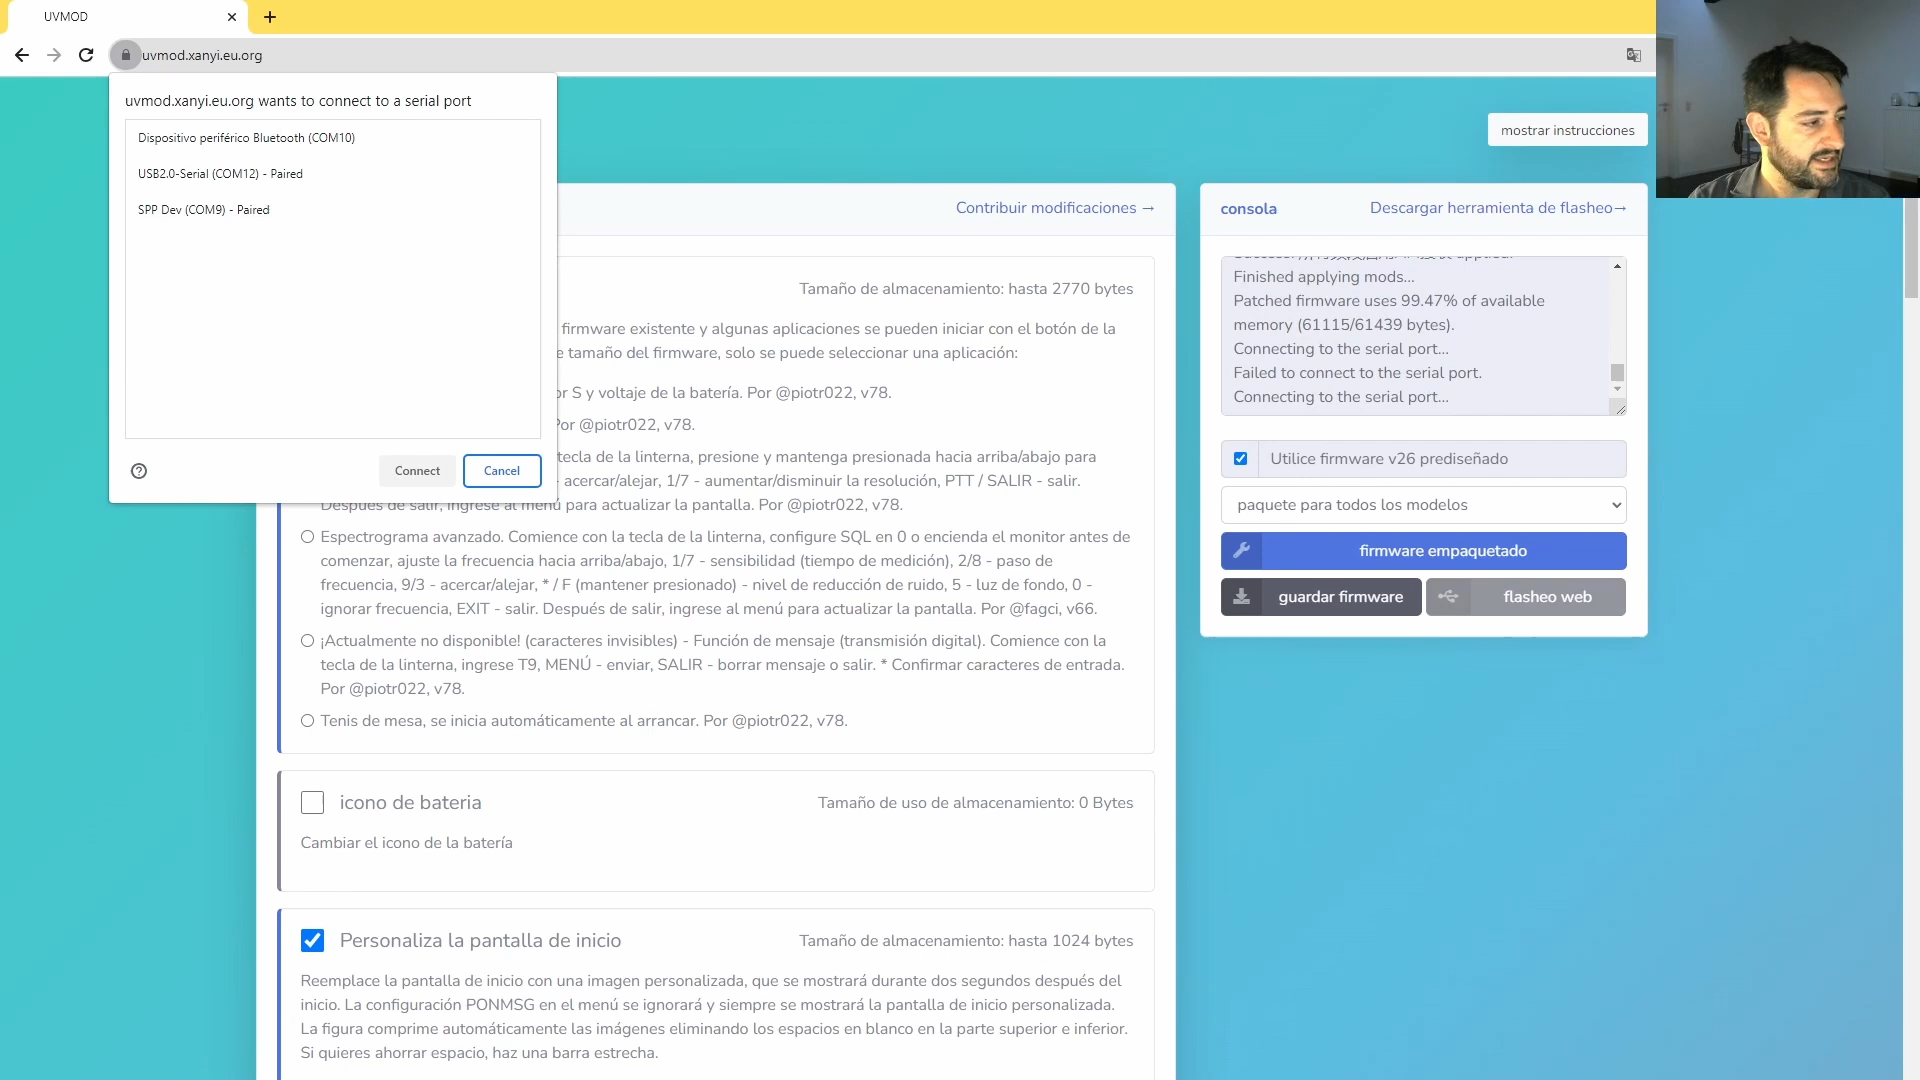 UVMOD
uvmod.xanyi.eu.org
uvmod.xanyi.eu.org wants to connect to a serial port
Dispositivo periférico Bluetooth (COM10)
USB2.0-Serial (COM12) - Paired
SPP Dev (COM9) - Paired
Connect
Cancel
mostrar instrucciones
Contribuir modificaciones →
Tamaño de almacenamiento: hasta 2770 bytes
firmware existente y algunas aplicaciones se pueden iniciar con el botón de la
e tamaño del firmware, solo se puede seleccionar una aplicación:
or S y voltaje de la batería. Por @piotr022, v78.
Por @piotr022, v78.
tecla de la linterna, presione y mantenga presionada hacia arriba/abajo para
- acercar/alejar, 1/7 - aumentar/disminuir la resolución, PTT / SALIR - salir.
Después de salir, ingrese al menú para actualizar la pantalla. Por @piotr022, v78.
Espectrograma avanzado. Comience con la tecla de la linterna, configure SQL en 0 o encienda el monitor antes de
comenzar, ajuste la frecuencia hacia arriba/abajo, 1/7 - sensibilidad (tiempo de medición), 2/8 - paso de
frecuencia, 9/3 - acercar/alejar, * / F (mantener presionado) - nivel de reducción de ruido, 5 - luz de fondo, 0 -
ignorar frecuencia, EXIT - salir. Después de salir, ingrese al menú para actualizar la pantalla. Por @fagci, v66.
¡Actualmente no disponible! (caracteres invisibles) - Función de mensaje (transmisión digital). Comience con la
tecla de la linterna, ingrese T9, MENÚ - enviar, SALIR - borrar mensaje o salir. * Confirmar caracteres de entrada.
Por @piotr022, v78.
Tenis de mesa, se inicia automáticamente al arrancar. Por @piotr022, v78.
icono de bateria
Tamaño de uso de almacenamiento: 0 Bytes
Cambiar el icono de la batería
Personaliza la pantalla de inicio
Tamaño de almacenamiento: hasta 1024 bytes
Reemplace la pantalla de inicio con una imagen personalizada, que se mostrará durante dos segundos después del
inicio. La configuración PONMSG en el menú se ignorará y siempre se mostrará la pantalla de inicio personalizada.
La figura comprime automáticamente las imágenes eliminando los espacios en blanco en la parte superior e inferior.
Si quieres ahorrar espacio, haz una barra estrecha.
consola
Descargar herramienta de flasheo→
Finished applying mods...
Patched firmware uses 99.47% of available
memory (61115/61439 bytes).
Connecting to the serial port...
Failed to connect to the serial port.
Connecting to the serial port...
Utilice firmware v26 prediseñado
paquete para todos los modelos
firmware empaquetado
guardar firmware
flasheo web